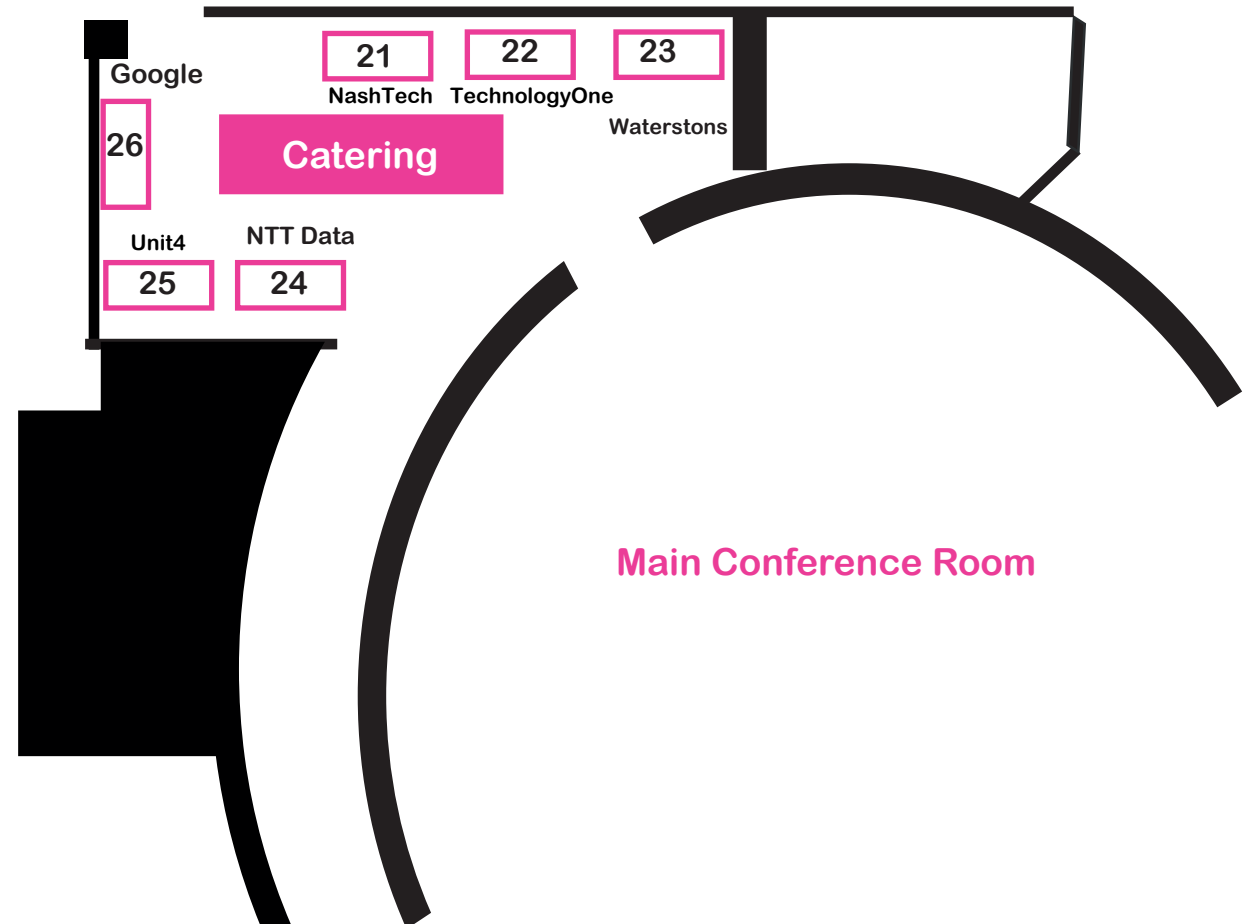 Google
21
22
23
NashTech
TechnologyOne
Waterstons
26
Catering
Unit4
NTT Data
25
24
Main Conference Room